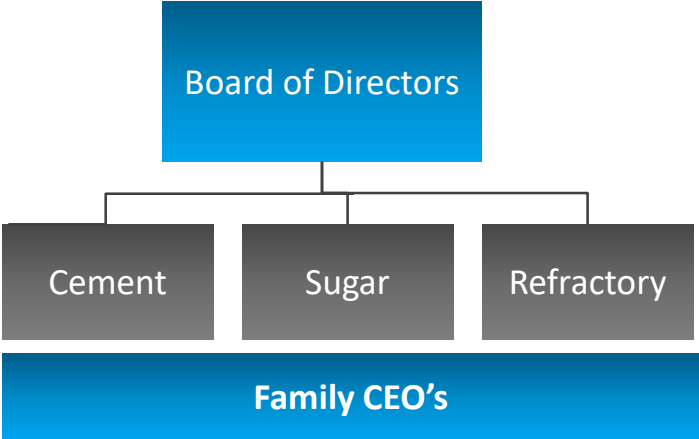 Board of Directors
Cement
Sugar
Refractory
Family CEO’s